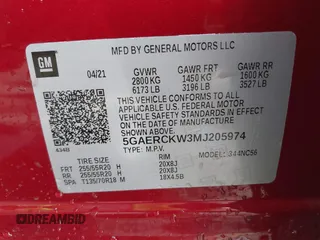 GM
MFD BY GENERAL MOTORS LLC
04/21 GVWR GAWR FRT GAWR RR
2800 KG 1450 KG 1600 KG
6173 LB 3196 LB 3527 LB
THIS VEHICLE CONFORMS TO ALL
APPLICABLE U.S. FEDERAL MOTOR
VEHICLE SAFETY
STANDARDS IN EFFECT ON THE DATE
OF MANUFACTURE SHOWN ABOVE.
5GAERCKW3MJ205974
TYPE: M.P.V. MODEL:
TIRE SIZE RIM
FRT 255/55R20 H 20X8J
RR 255/55R20 H 20X8J
SPA T135/70R18 M 18X4.5B
DREAMBID